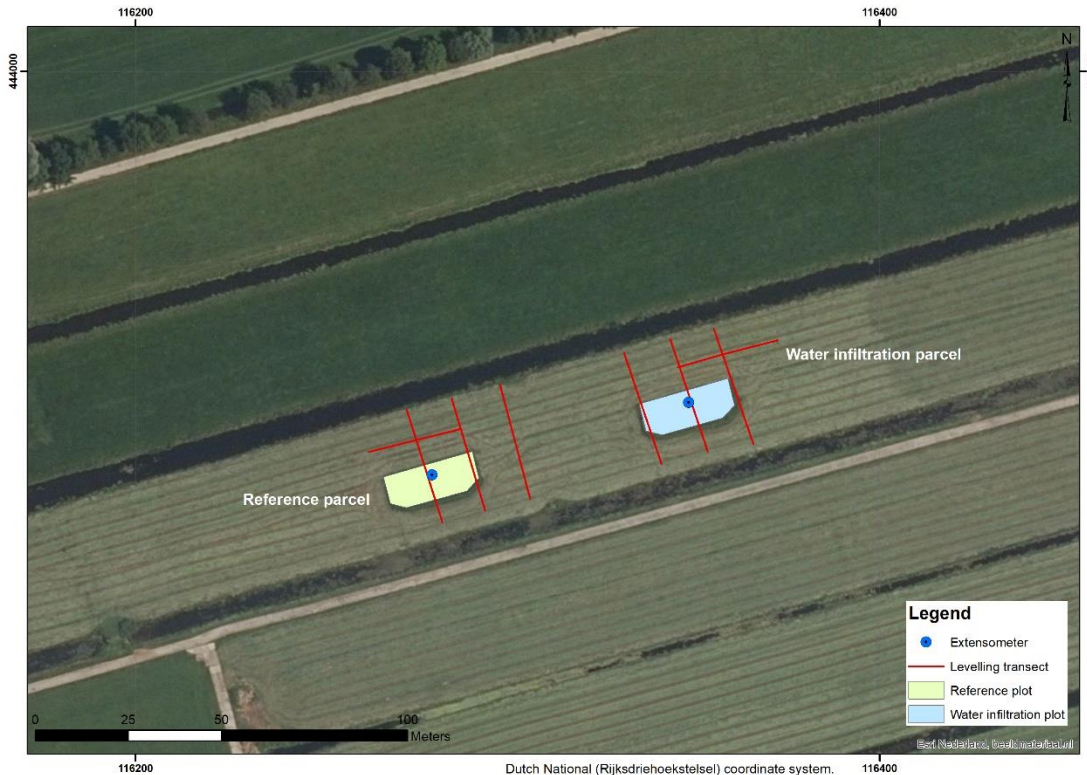 116200
116400
444000
N
Water infiltration parcel
Reference parcel
Legend
Extensometer
Levelling transect
Reference plot
Water infiltration plot
0 25 50 100
Meters
Esri Nederland, beeldmateriaal.nl
116200
116400
Dutch National (Rijksdriehoekstelsel) coordinate system.